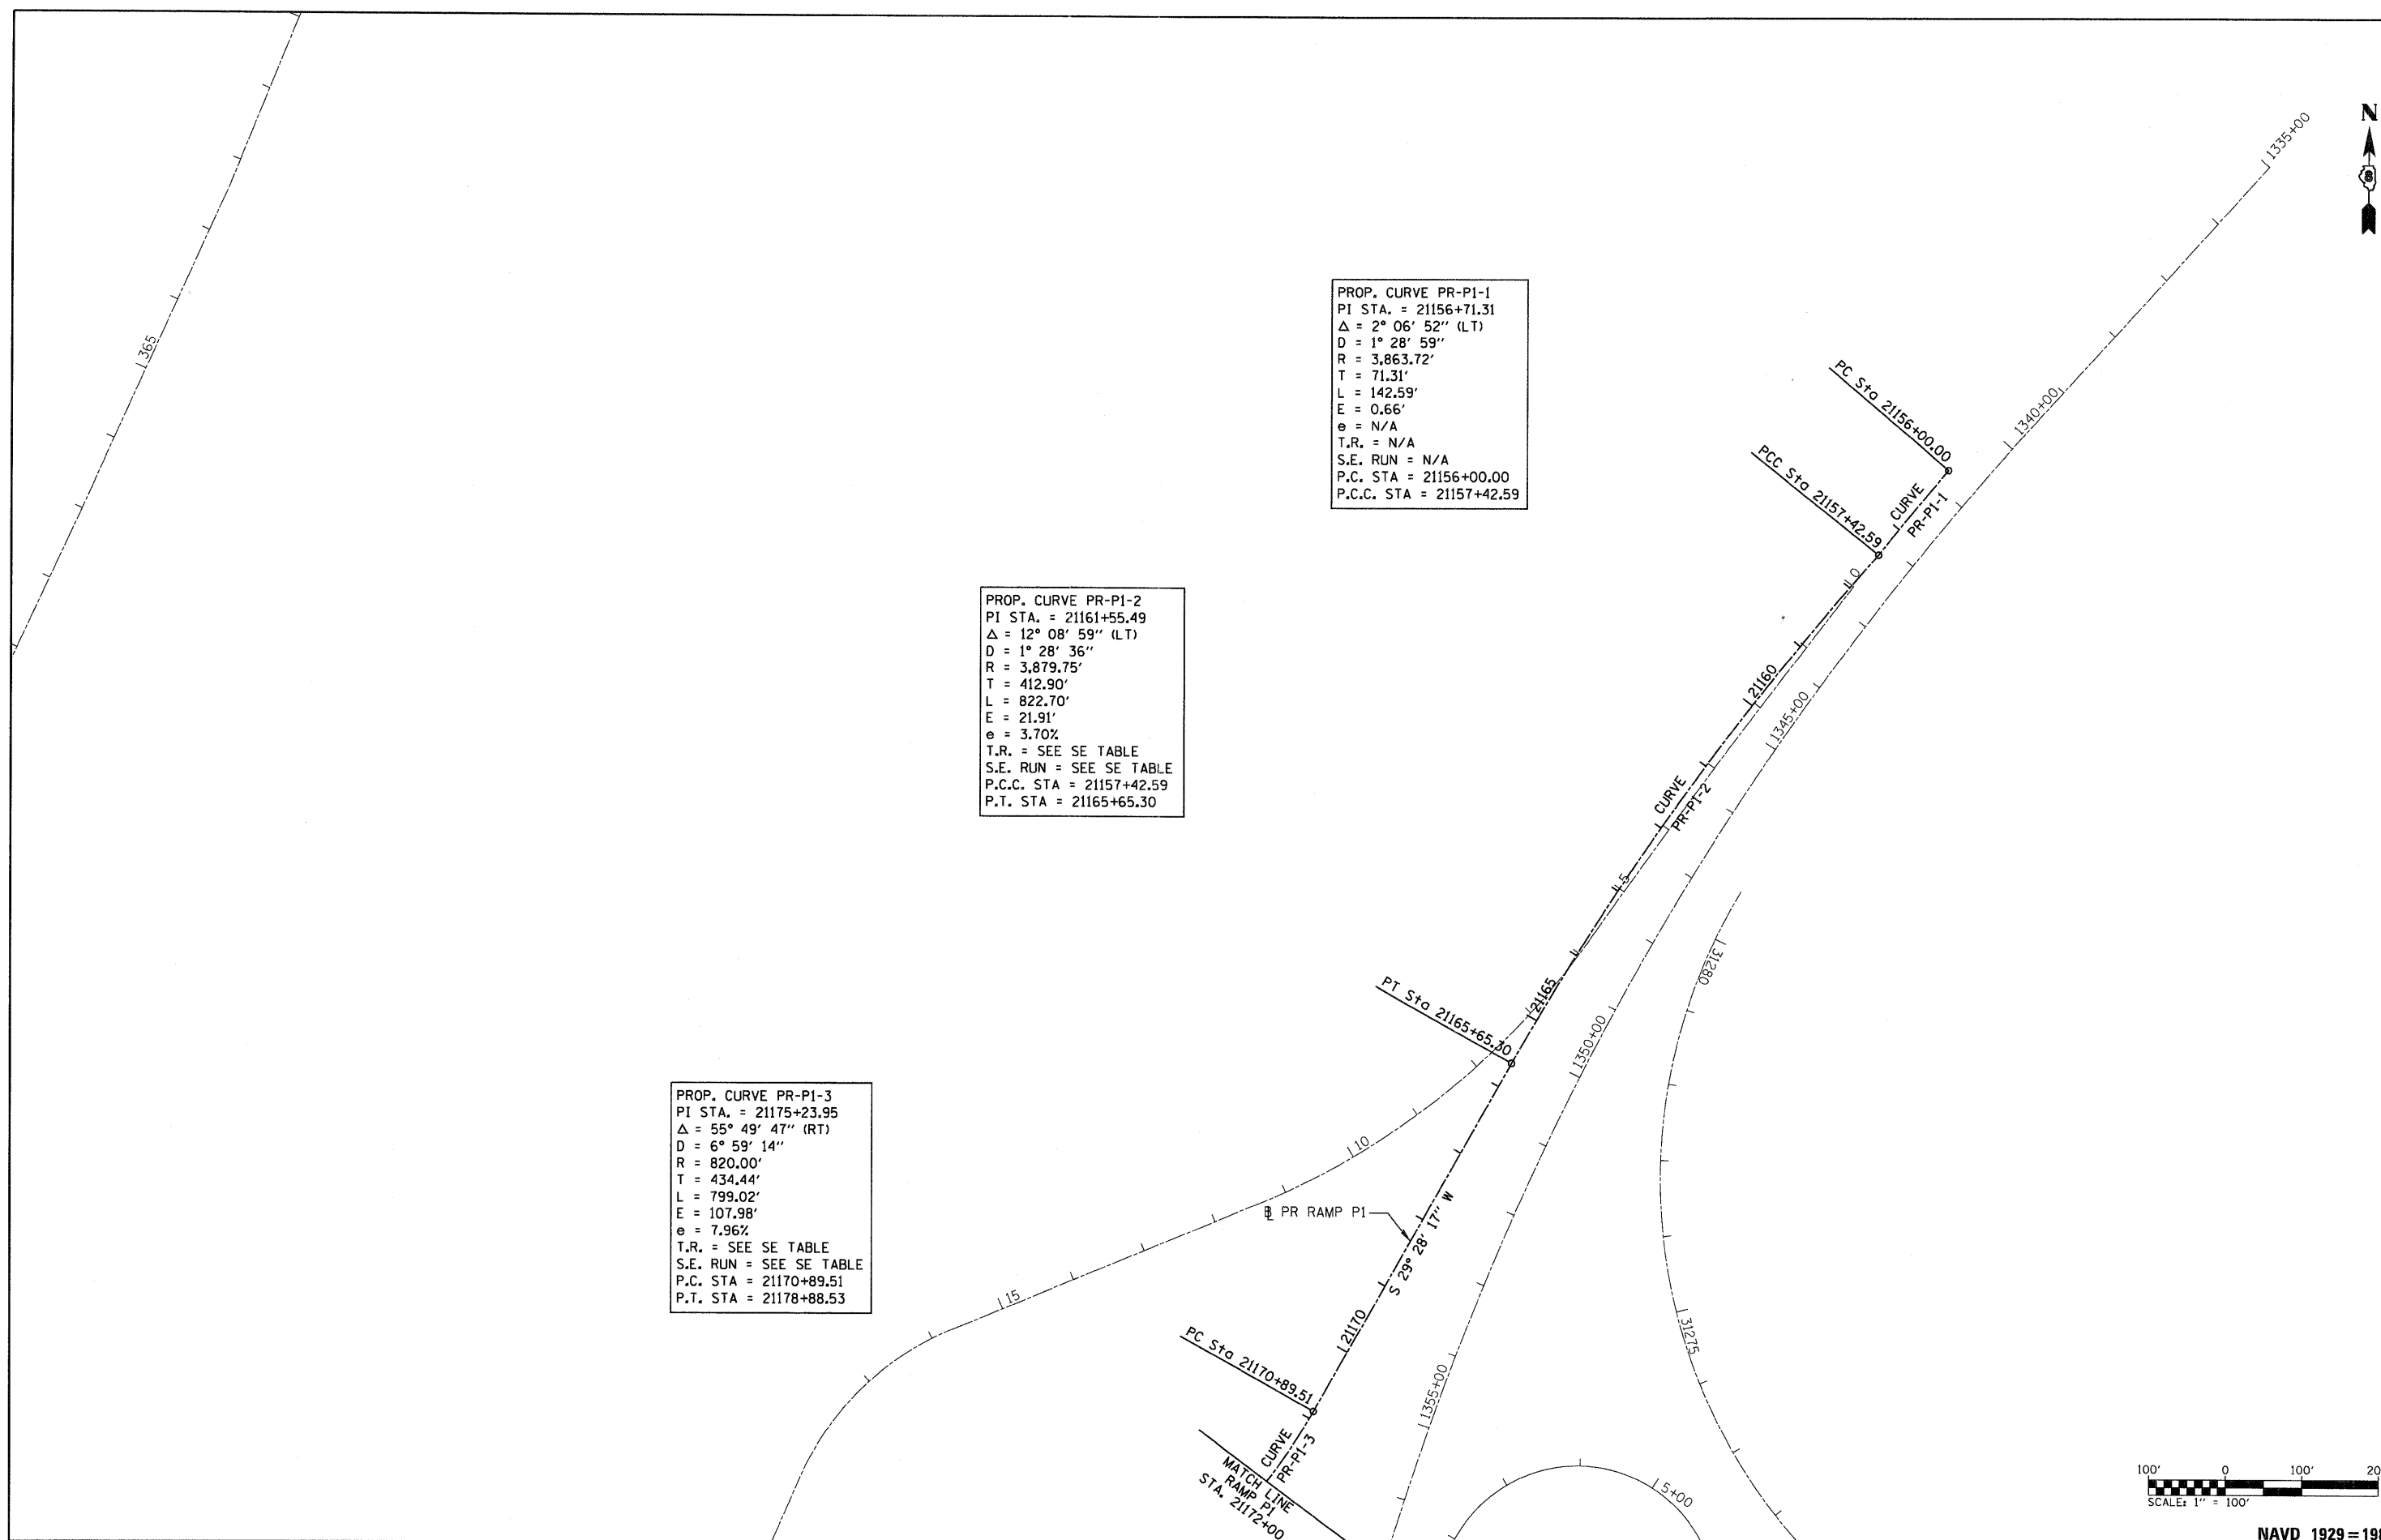 N
1335+00
PROP. CURVE PR-P1-1
PI STA. = 21156+71.31
Δ = 2° 06' 52" (LT)
D = 1° 28' 59"
R = 3,863.72'
T = 71.31'
L = 142.59'
E = 0.66'
e = N/A
T.R. = N/A
S.E. RUN = N/A
P.C. STA = 21156+00.00
P.C.C. STA = 21157+42.59
365
PC Sta 21156+00.00
1340+00
PCC Sta 21157+42.59
CURVE
PR-P1-1
0
PROP. CURVE PR-P1-2
PI STA. = 21161+55.49
Δ = 12° 08' 59" (LT)
D = 1° 28' 36"
R = 3,879.75'
T = 412.90'
L = 822.70'
E = 21.91'
e = 3.70%
T.R. = SEE SE TABLE
S.E. RUN = SEE SE TABLE
P.C.C. STA = 21157+42.59
P.T. STA = 21165+65.30
21160
1345+00
CURVE
PR-P1-2
5
31280
21165
PT Sta 21165+65.30
1350+00
PROP. CURVE PR-P1-3
PI STA. = 21175+23.95
Δ = 55° 49' 47" (RT)
D = 6° 59' 14"
R = 820.00'
T = 434.44'
L = 799.02'
E = 107.98'
e = 7.96%
T.R. = SEE SE TABLE
S.E. RUN = SEE SE TABLE
P.C. STA = 21170+89.51
P.T. STA = 21178+88.53
10
PR RAMP P1
S 29° 28' 17" W
15
21170
31275
PC Sta 21170+89.51
1355+00
CURVE
PR-P1-3
MATCH LINE
RAMP P1
STA. 21172+00
5+00
100' 0 100' 20
SCALE: 1" = 100'
NAVD 1929=198